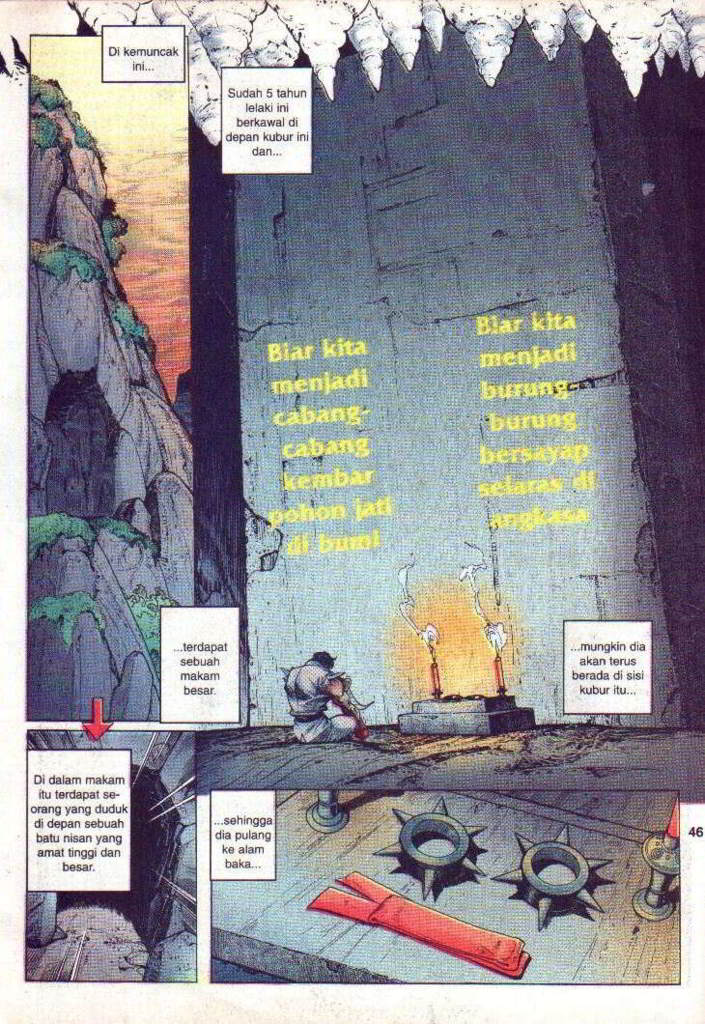 Di kemuncak
ini...
...terdapat
sebuah
makam
besar.
Di dalam makam
itu terdapat se-
orang yang duduk
di depan sebuah
batu nisan yang
amat tinggi dan
besar.
Sudah 5 tahun
lelaki ini
berkawal di
depan kubur ini
dan...
Biar kita
menjadi
cabang-
cabang
kembar
pohon jati
di bumi
Biar kita
menjadi
burung-
burung
bersayap
selaras di
angkasa
...mungkin dia
akan terus
berada di sisi
kubur itu...
...sehingga
dia pulang
ke alam
baka...
46